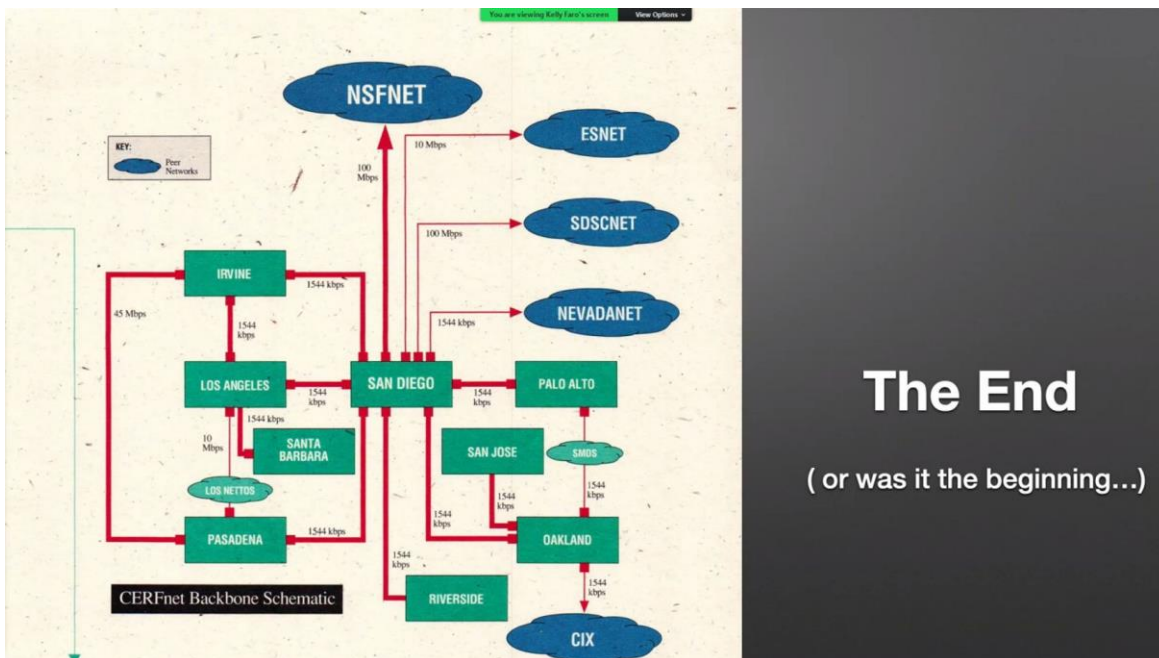 You are viewing Kelly Faro's screen
View Options
NSFNET
ESNET
10 Mbps
KEY:
Peer
Networks
100
Mbps
SDSCNET
100 Mbps
IRVINE
1544 kbps
NEVADANET
1544 kbps
45 Mbps
1544
kbps
LOS ANGELES
SAN DIEGO
PALO ALTO
1544
kbps
1544
kbps
1544 kbps
10
Mbps
SANTA
BARBARA
SAN JOSE
SMDS
LOS NETTOS
1544
kbps
1544
kbps
1544
kbps
PASADENA
1544 kbps
OAKLAND
1544
kbps
1544
kbps
CERFnet Backbone Schematic
RIVERSIDE
CIX
The End
( or was it the beginning...)